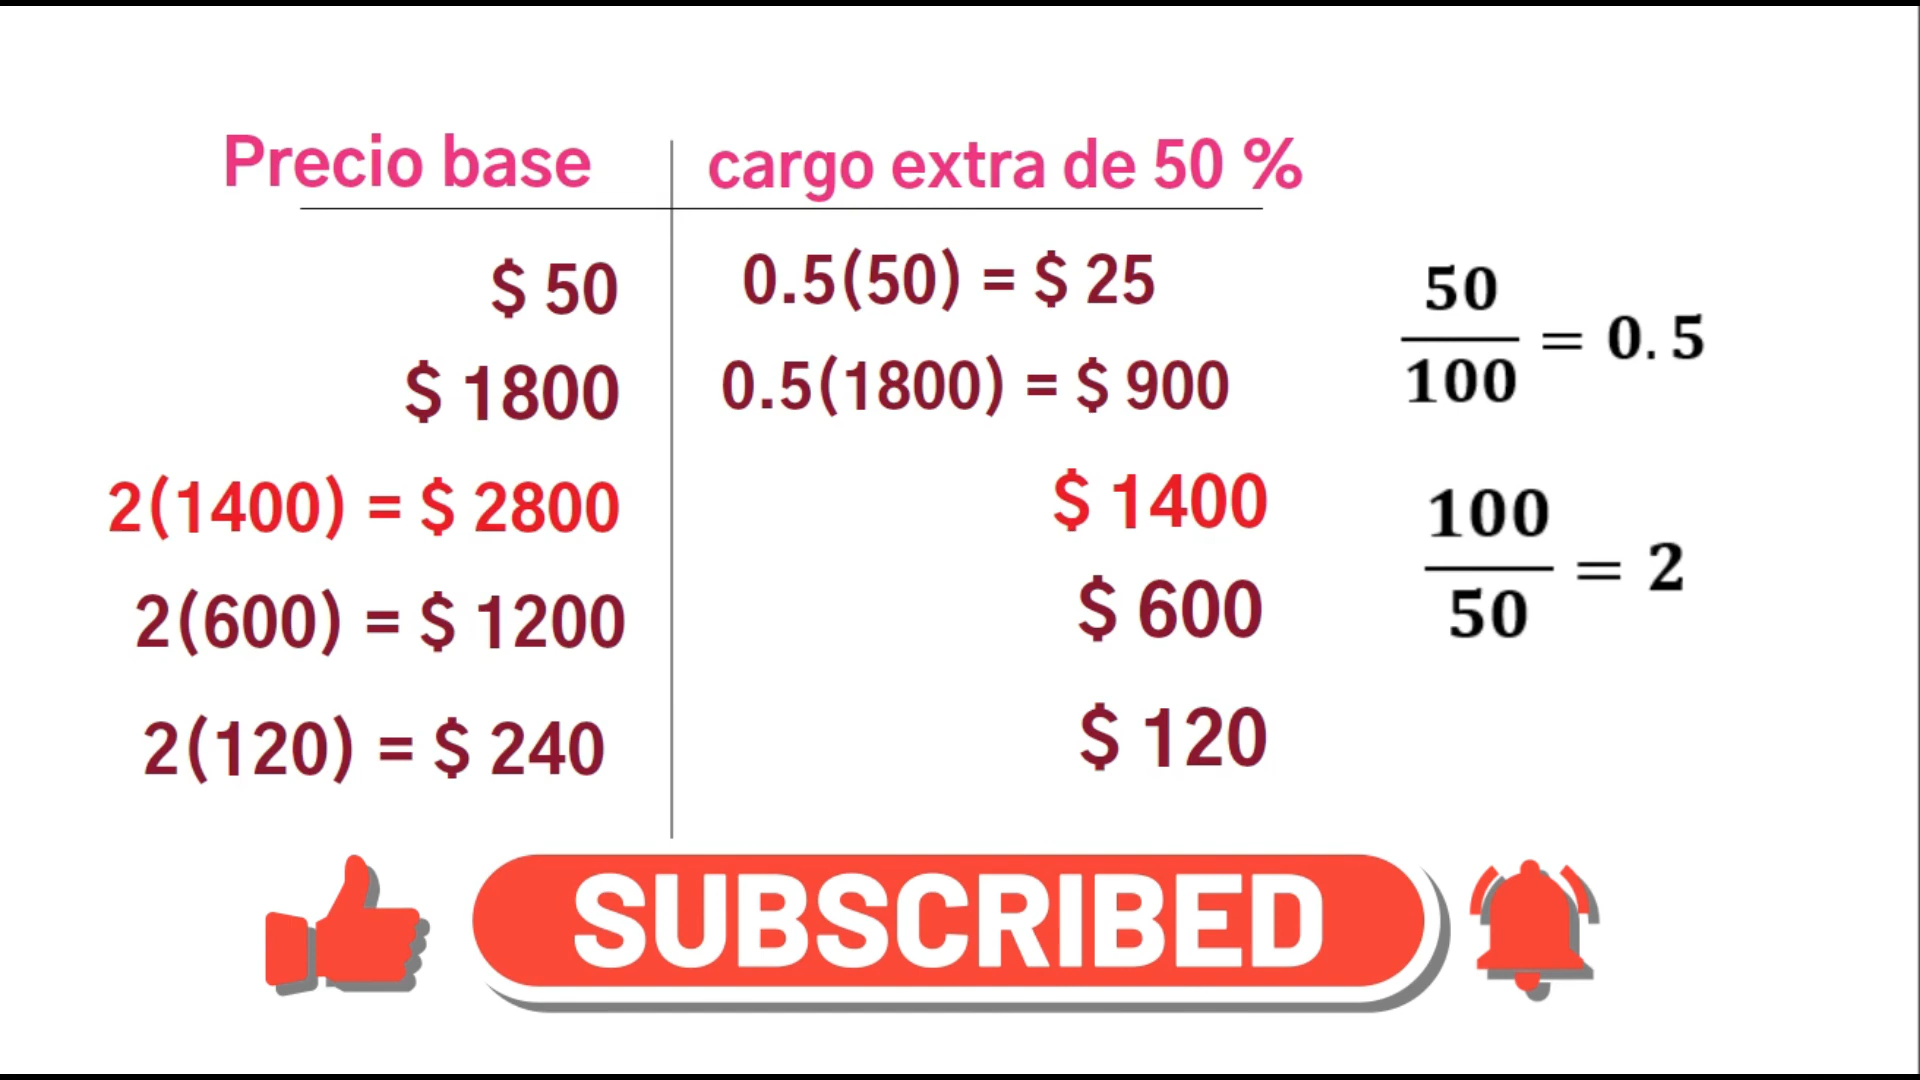 Precio base cargo extra de 50 %
$ 50 0.5(50) = $ 25
$ 1800 0.5(1800) = $ 900
2(1400) = $ 2800 $ 1400
2(600) = $ 1200 $ 600
2(120) = $ 240 $ 120
50
100
= 0.5
100
50
= 2
SUBSCRIBED